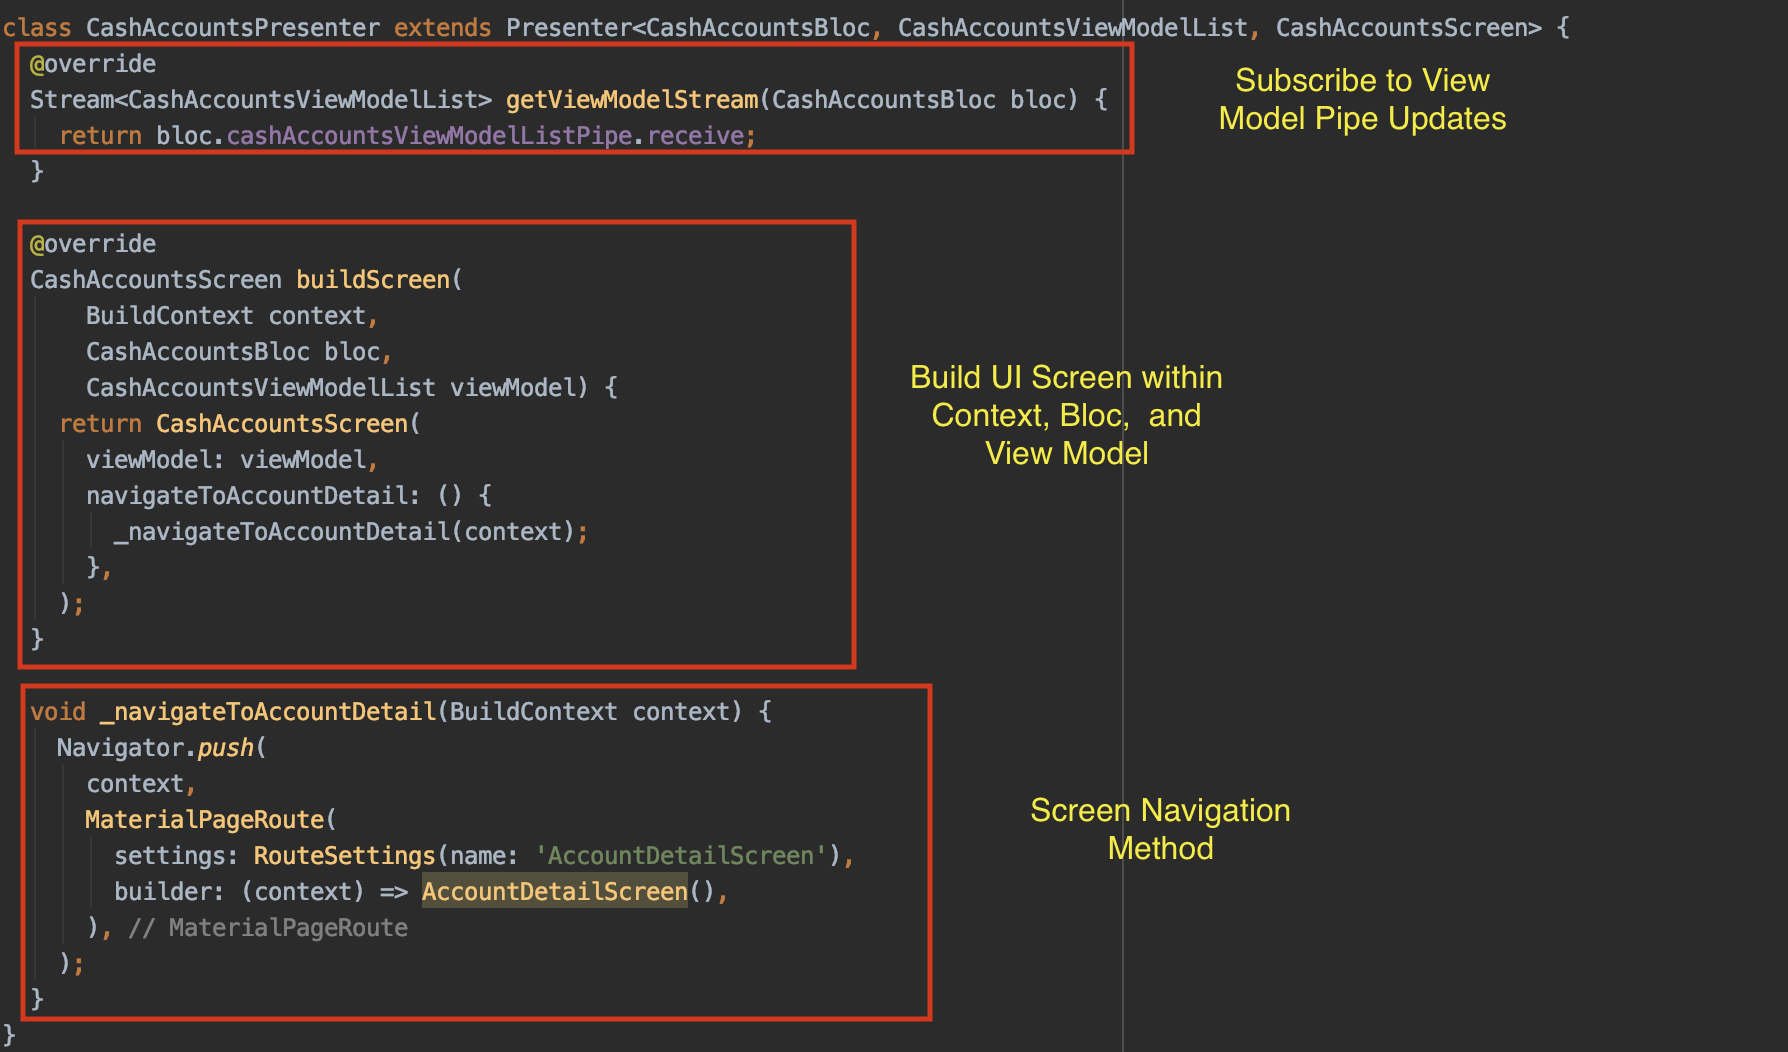 class CashAccountsPresenter extends Presenter<CashAccountsBloc, CashAccountsViewModelList, CashAccountsScreen> {
  @override
  Stream<CashAccountsViewModelList> getViewModelStream(CashAccountsBloc bloc) {
    return bloc.cashAccountsViewModelListPipe.receive;
  }
Subscribe to View
Model Pipe Updates
  @override
  CashAccountsScreen buildScreen(
      BuildContext context,
      CashAccountsBloc bloc,
      CashAccountsViewModelList viewModel) {
    return CashAccountsScreen(
      viewModel: viewModel,
      navigateToAccountDetail: () {
        _navigateToAccountDetail(context);
      },
    );
  }
Build UI Screen within
Context, Bloc, and
View Model
  void _navigateToAccountDetail(BuildContext context) {
    Navigator.push(
      context,
      MaterialPageRoute(
        settings: RouteSettings(name: 'AccountDetailScreen'),
        builder: (context) => AccountDetailScreen(),
      ), // MaterialPageRoute
    );
  }
Screen Navigation
Method
}